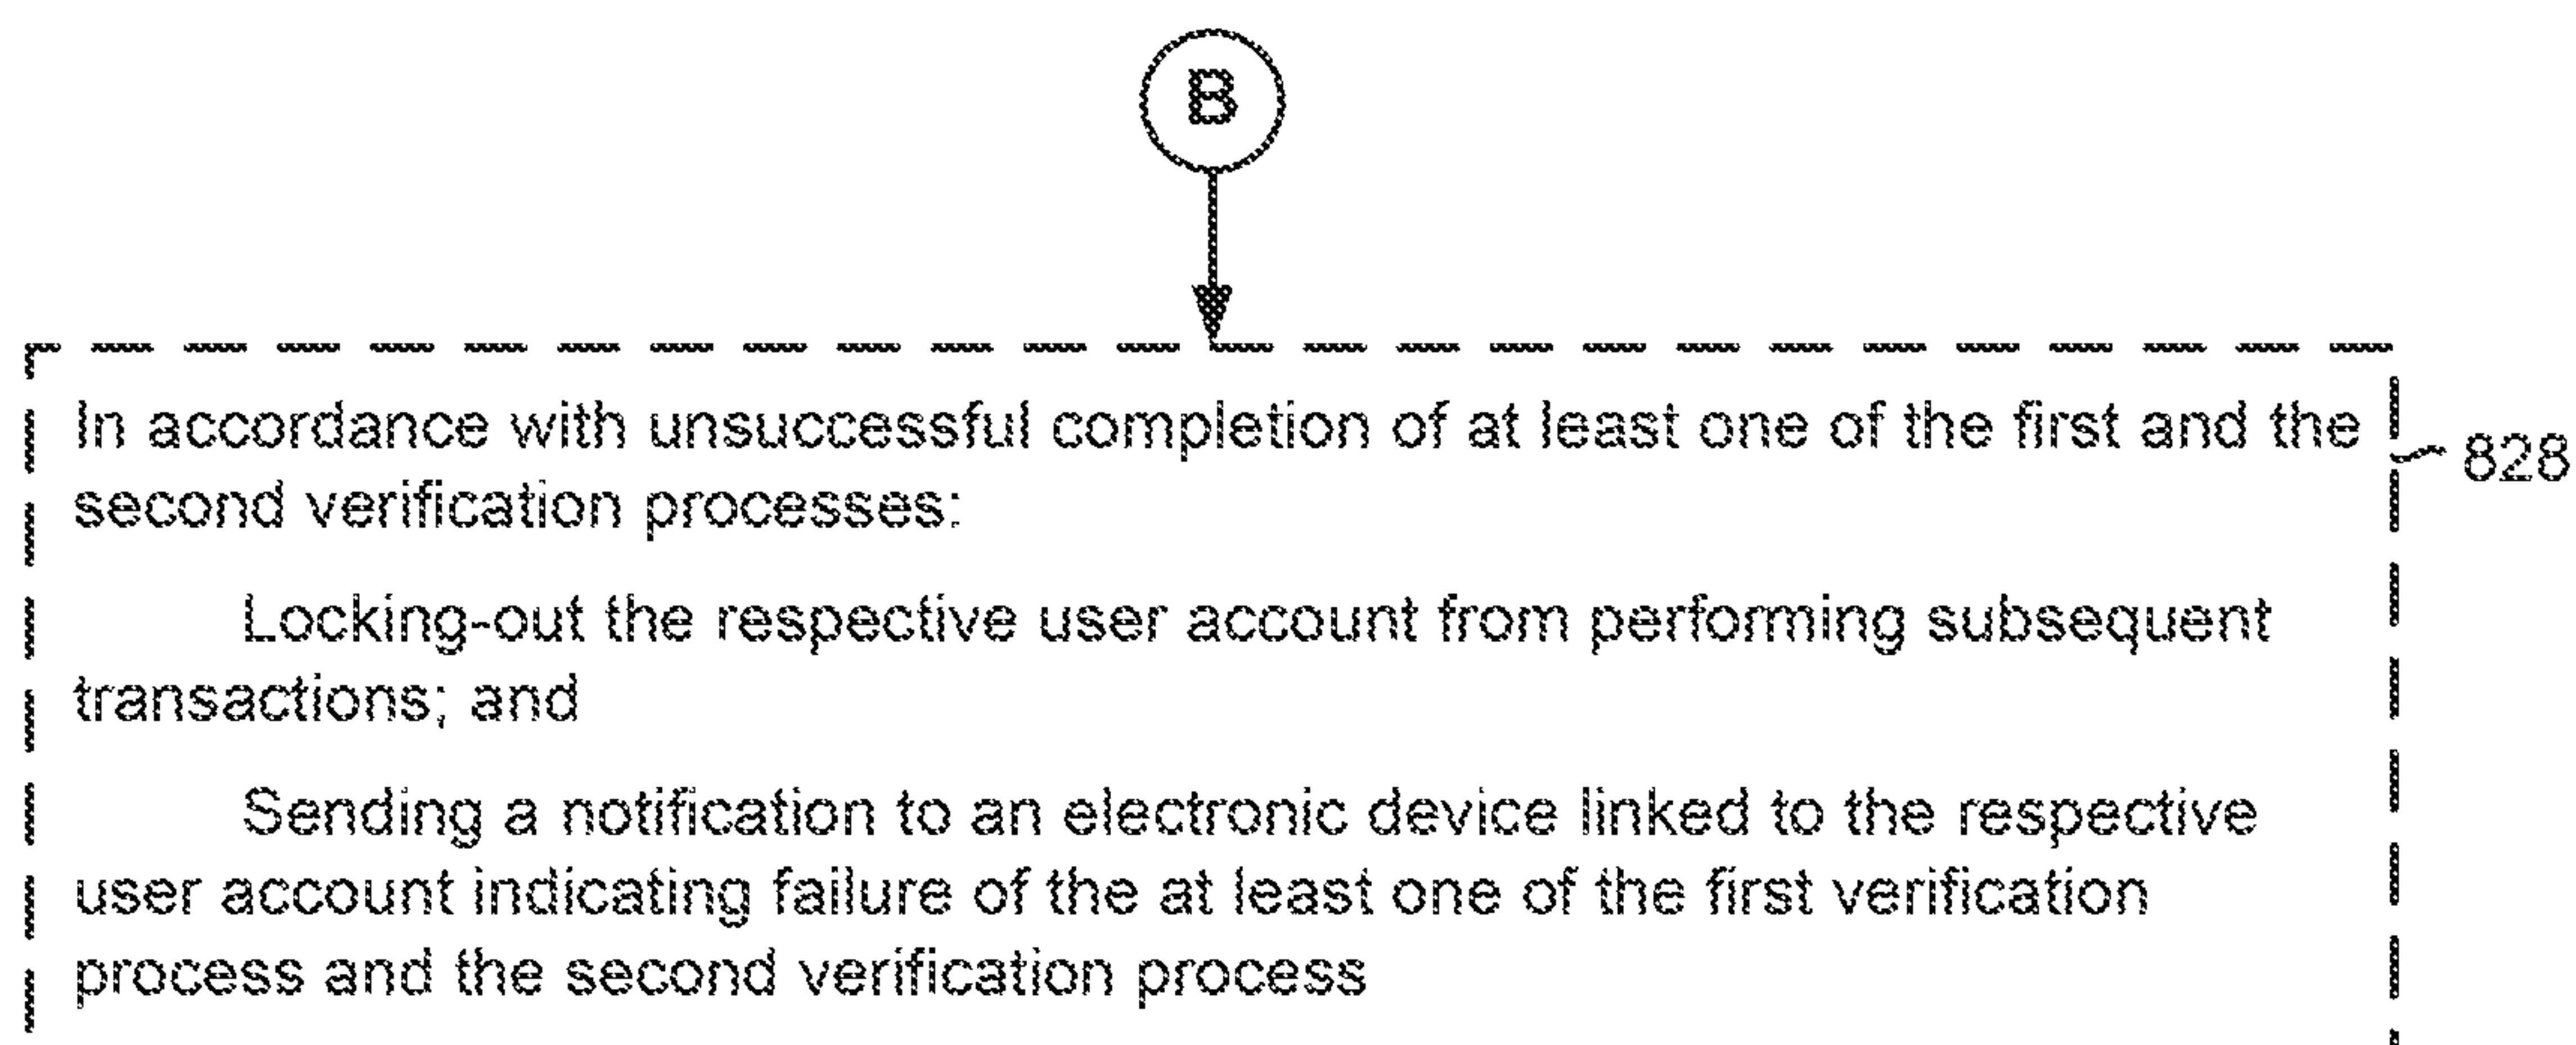 B
In accordance with unsuccessful completion of at least one of the first and the
828
second verification processes:
Locking-out the respective user account from performing subsequent
transactions; and
Sending a notification to an electronic device linked to the respective
user account indicating failure of the at least one of the first verification
process and the second verification process